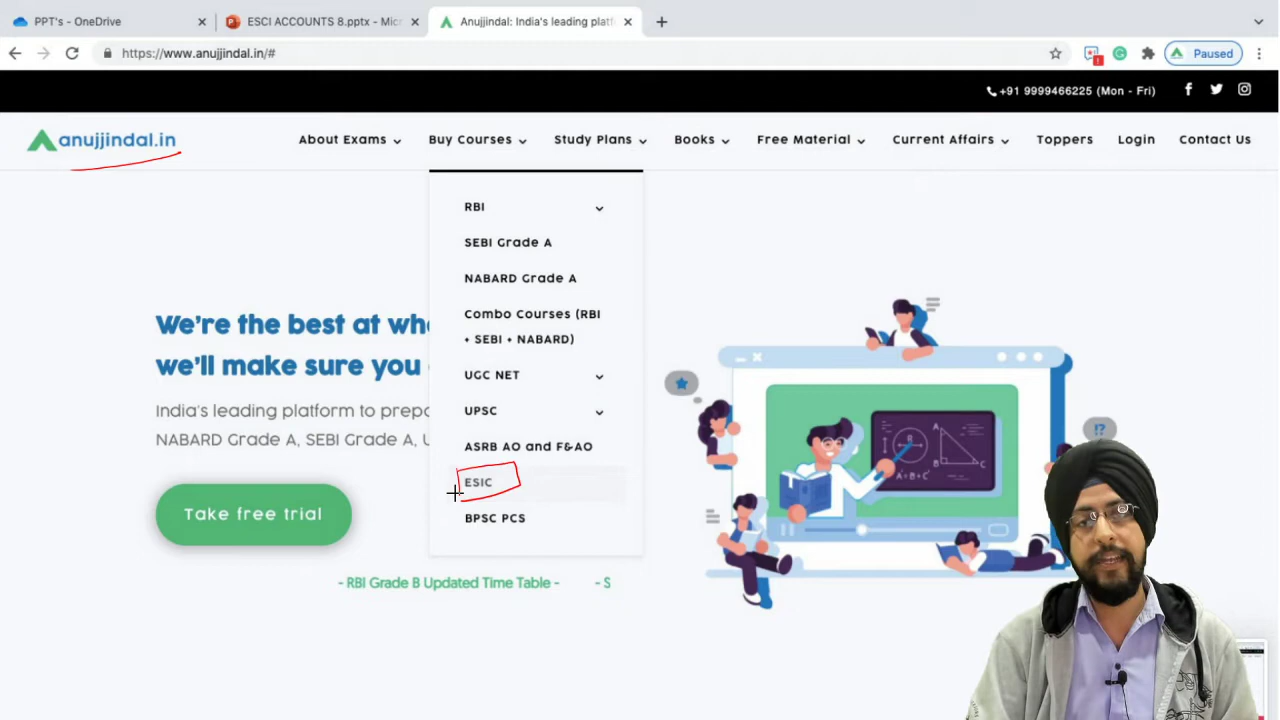 PPT's - OneDrive
ESCI ACCOUNTS 8.pptx - Micr
Anujjindal: India's leading platf
https://www.anujjindal.in/#
Paused
+91 9999466225 (Mon - Fri)
anujjindal.in
About Exams
Buy Courses
Study Plans
Books
Free Material
Current Affairs
Toppers
Login
Contact Us
RBI
SEBI Grade A
NABARD Grade A
Combo Courses (RBI
+ SEBI + NABARD)
UGC NET
UPSC
ASRB AO and F&AO
ESIC
BPSC PCS
We're the best at wh
we'll make sure you
India's leading platform to prep
NABARD Grade A, SEBI Grade A, U
Take free trial
- RBI Grade B Updated Time Table -
- S
A
R
B
C
A+B+C
!?